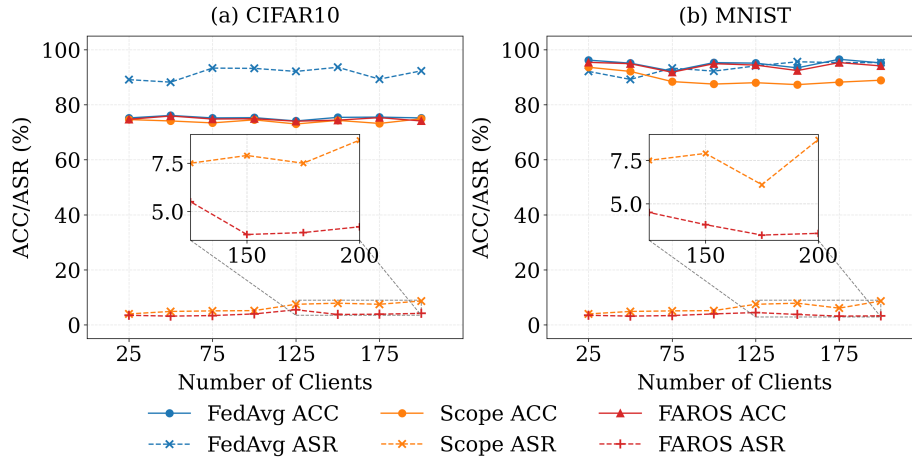 (a) CIFAR10
(b) MNIST
ACC/ASR (%)
100
80
60
40
20
0
25
75
125
175
7.5
5.0
150
200
Number of Clients
ACC/ASR (%)
100
80
60
40
20
0
25
75
125
175
7.5
5.0
150
200
Number of Clients
FedAvg ACC
Scope ACC
FAROS ACC
FedAvg ASR
Scope ASR
FAROS ASR